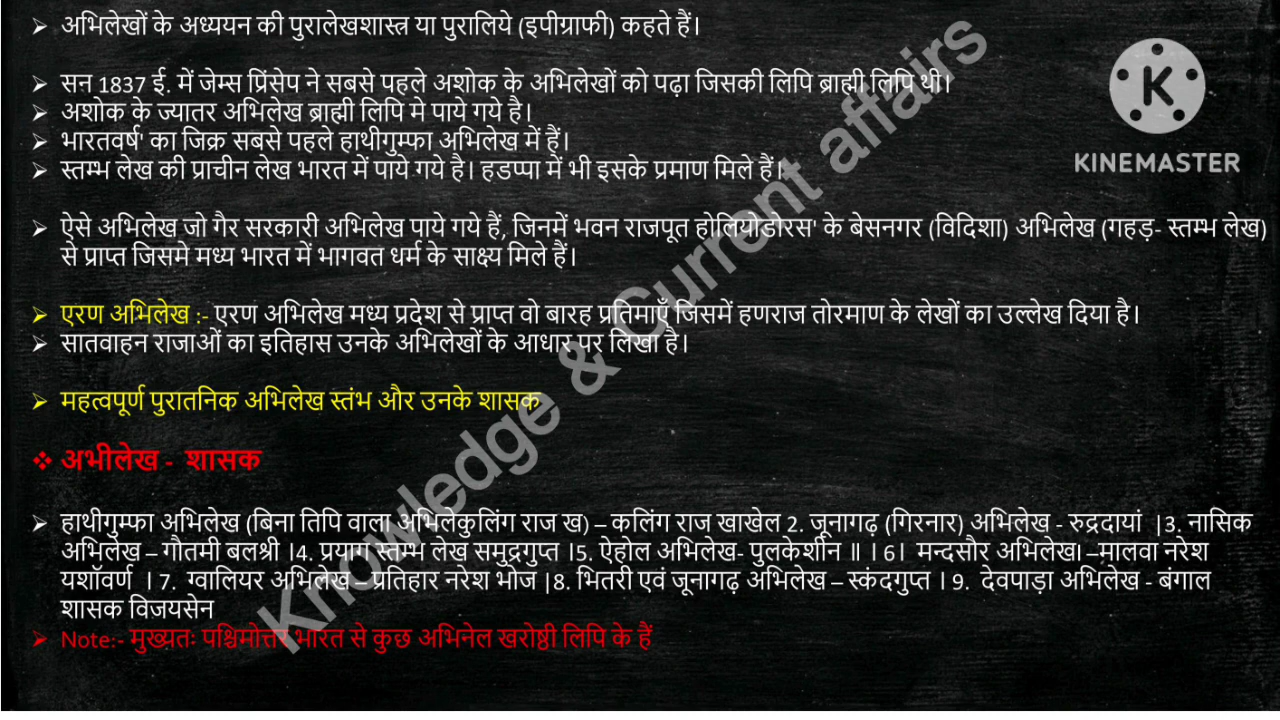 ➢ अभिलेखों के अध्ययन की पुरालेखशास्त्र या पुरालिये (इपीग्राफी) कहते हैं।
➢ सन 1837 ई. में जेम्स प्रिंसेप ने सबसे पहले अशोक के अभिलेखों को पढ़ा जिसकी लिपि ब्राह्मी लिपि थी।
➢ अशोक के ज्यातर अभिलेख ब्राह्मी लिपि मे पाये गये है।
➢ भारतवर्ष' का जिक्र सबसे पहले हाथीगुम्फा अभिलेख में हैं।
➢ स्तम्भ लेख की प्राचीन लेख भारत में पाये गये है। हडप्पा में भी इसके प्रमाण मिले हैं।
➢ ऐसे अभिलेख जो गैर सरकारी अभिलेख पाये गये हैं, जिनमें भवन राजपूत होलियोडोरस' के बेसनगर (विदिशा) अभिलेख (गहड़- स्तम्भ लेख)
से प्राप्त जिसमे मध्य भारत में भागवत धर्म के साक्ष्य मिले हैं।
➢ एरण अभिलेख :- एरण अभिलेख मध्य प्रदेश से प्राप्त वो बारह प्रतिमाएँ जिसमें हणराज तोरमाण के लेखों का उल्लेख दिया है।
➢ सातवाहन राजाओं का इतिहास उनके अभिलेखों के आधार पर लिखा है।
➢ महत्वपूर्ण पुरातनिक अभिलेख स्तंभ और उनके शासक
❖ अभीलेख - शासक
➢ हाथीगुम्फा अभिलेख (बिना तिपि वाला अभिलेकुलिंग राज ख) – कलिंग राज खाखेल 2. जूनागढ़ (गिरनार) अभिलेख - रुद्रदायां |3. नासिक
अभिलेख – गौतमी बलश्री ।4. प्रयाग स्तम्भ लेख समुद्रगुप्त ।5. ऐहोल अभिलेख- पुलकेशीन ॥ । 6। मन्दसौर अभिलेख। –मालवा नरेश
यशॉवर्ण । 7. ग्वालियर अभिलेख – प्रतिहार नरेश भोज |8. भितरी एवं जूनागढ़ अभिलेख – स्कंदगुप्त । 9. देवपाड़ा अभिलेख - बंगाल
शासक विजयसेन
➢ Note:- मुख्यतः पश्चिमोत्तर भारत से कुछ अभिनेल खरोष्ठी लिपि के हैं
Knowledge & Current affairs
K
KINEMASTER